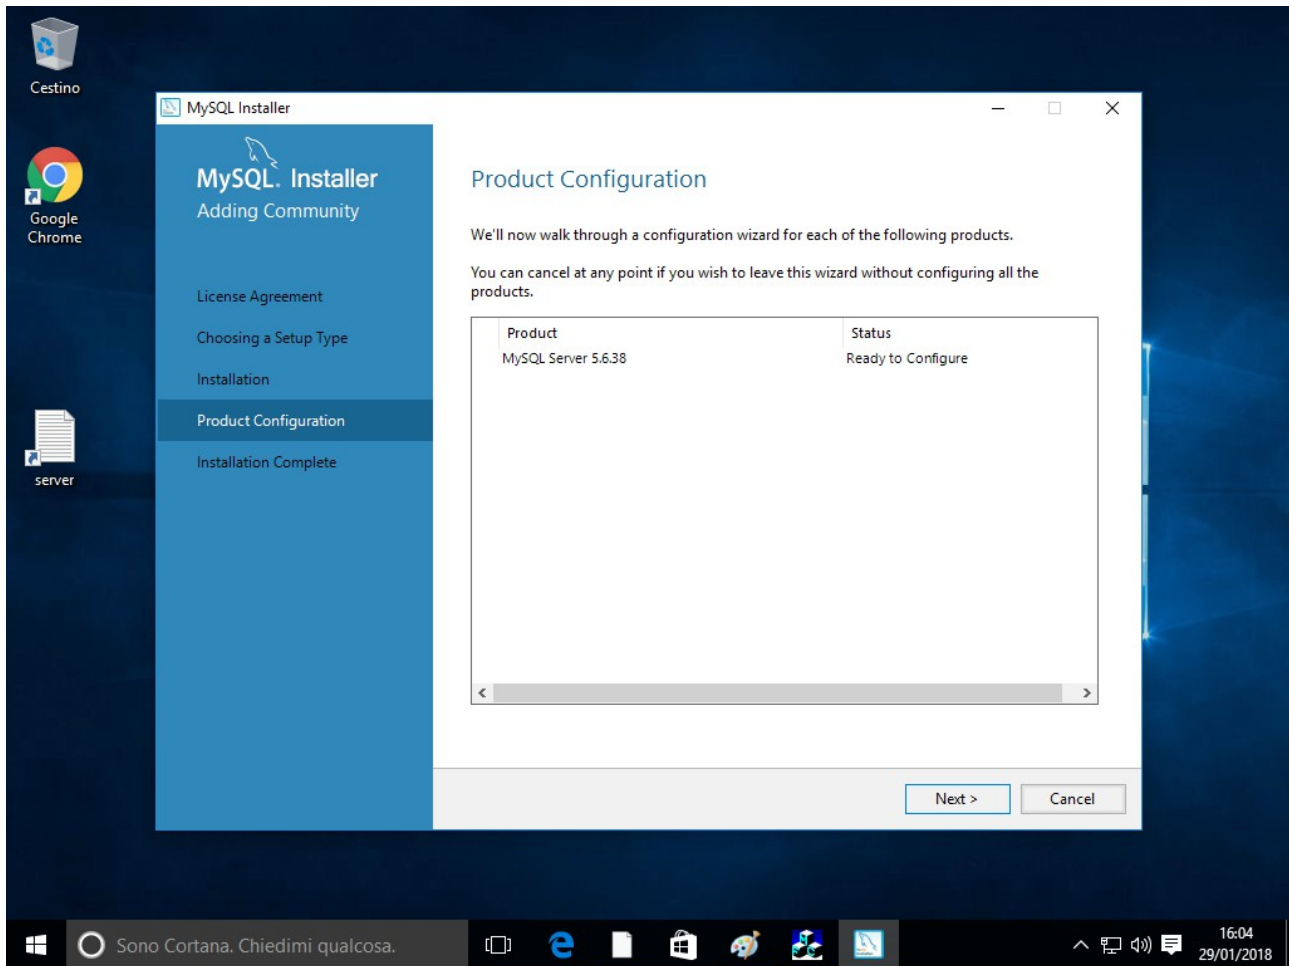 Cestino
MySQL Installer
MySQL. Installer
Adding Community
Product Configuration
Google
Chrome
We'll now walk through a configuration wizard for each of the following products.
You can cancel at any point if you wish to leave this wizard without configuring all the
products.
License Agreement
Choosing a Setup Type
Installation
Product Configuration
Installation Complete
Product Status
MySQL Server 5.6.38 Ready to Configure
server
Next > Cancel
Sono Cortana. Chiedimi qualcosa.
16:04
29/01/2018